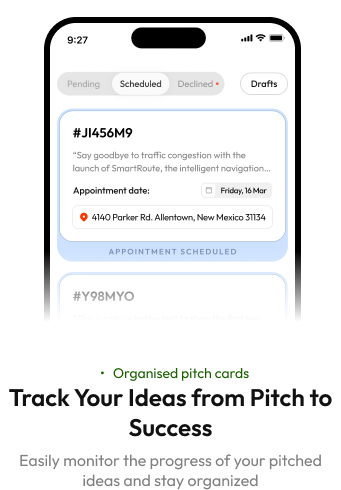 9:27
Pending Scheduled Declined • Drafts
#JI456M9
“Say goodbye to traffic congestion with the
launch of SmartRoute, the intelligent navigation...
Appointment date: Friday, 16 Mar
4140 Parker Rd. Allentown, New Mexico 31134
APPOINTMENT SCHEDULED
#Y98MYO
• Organised pitch cards
Track Your Ideas from Pitch to
Success
Easily monitor the progress of your pitched
ideas and stay organized